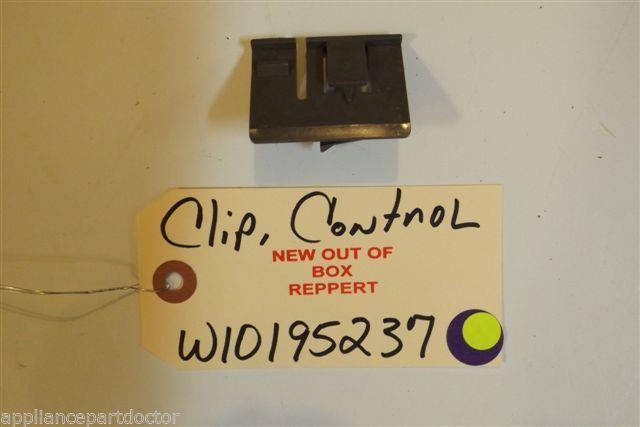 Clip, Control
NEW OUT OF
BOX
REPPERT
W10195237
appliancepartdoctor